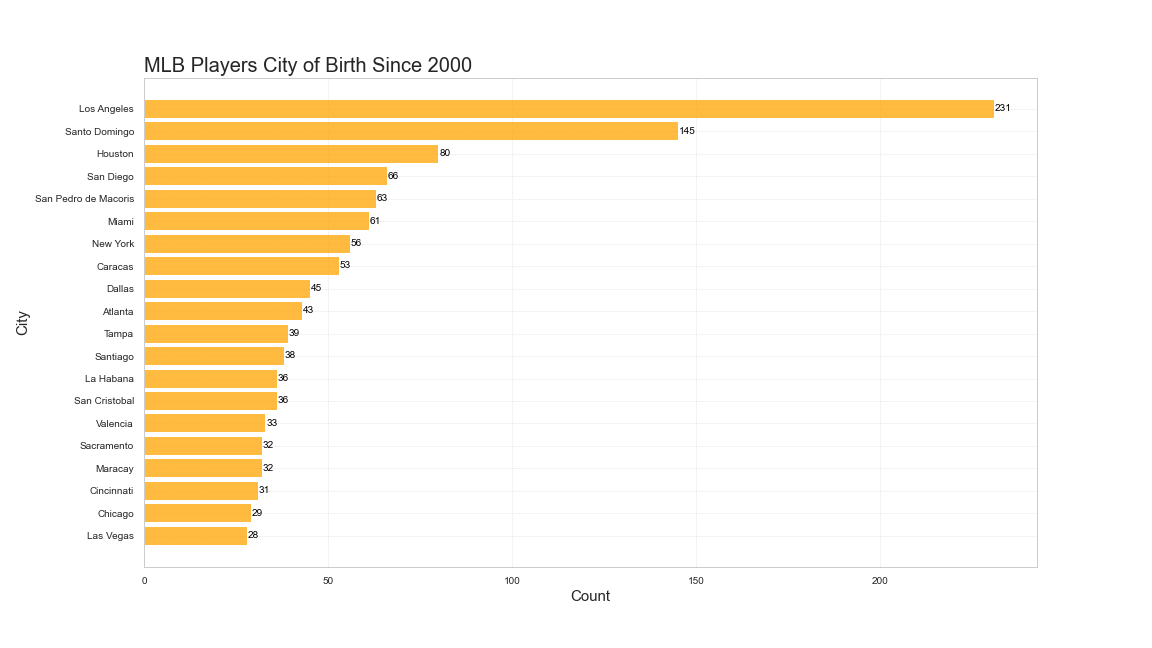 MLB Players City of Birth Since 2000
Los Angeles 231
Santo Domingo 145
Houston 80
San Diego 66
San Pedro de Macoris 63
Miami 61
New York 56
Caracas 53
Dallas 45
Atlanta 43
Tampa 39
Santiago 38
La Habana 36
San Cristobal 36
Valencia 33
Sacramento 32
Maracay 32
Cincinnati 31
Chicago 29
Las Vegas 28
City
0 50 100 150 200
Count